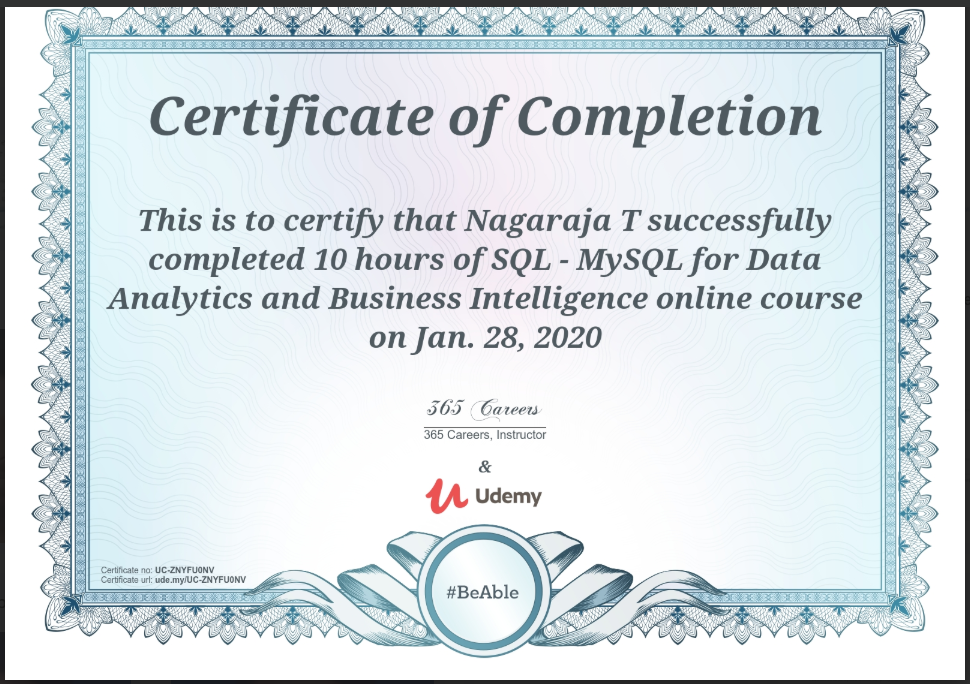 Certificate of Completion
This is to certify that Nagaraja T successfully
completed 10 hours of SQL - MySQL for Data
Analytics and Business Intelligence online course
on Jan. 28, 2020
365 Careers
365 Careers, Instructor
&
Udemy
Certificate no: UC-ZNYFU0NV
Certificate url: ude.my/UC-ZNYFU0NV
#BeAble